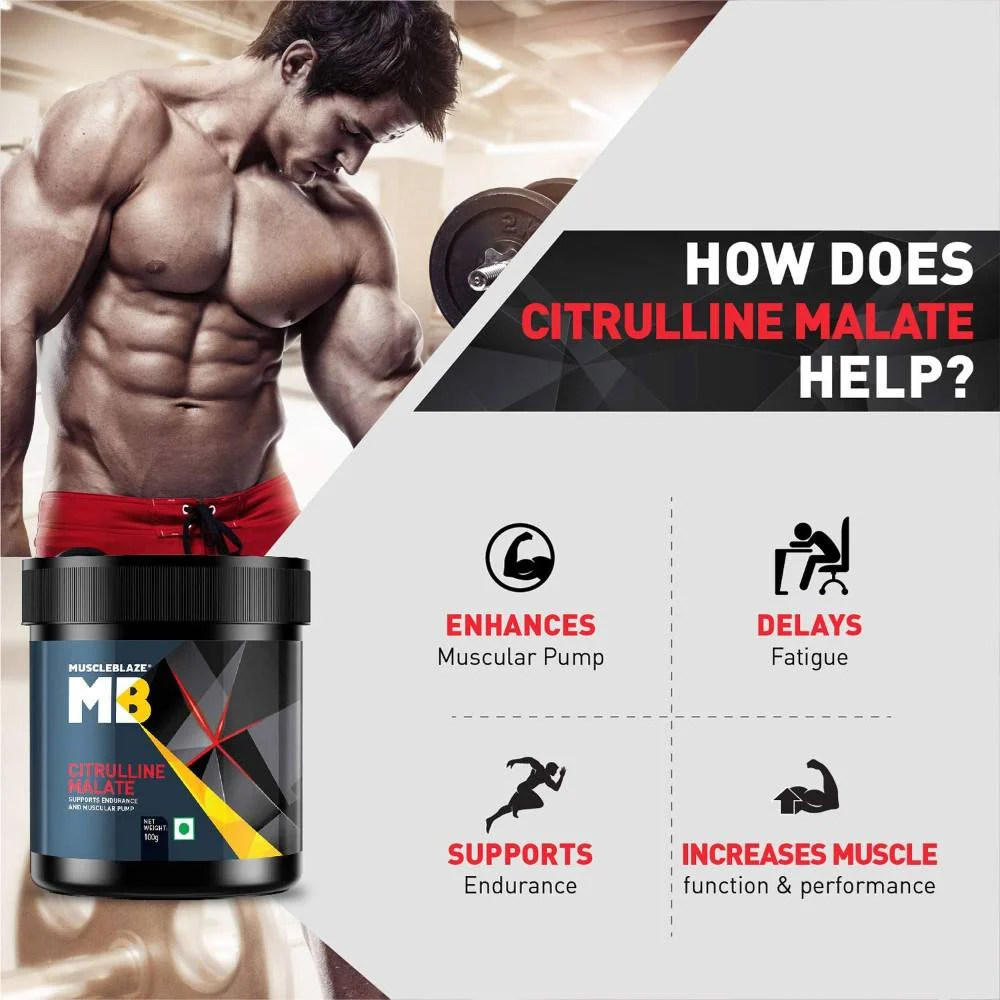 HOW DOES
CITRULLINE MALATE
HELP?
ENHANCES
Muscular Pump
DELAYS
Fatigue
SUPPORTS
Endurance
INCREASES MUSCLE
function & performance
MUSCLEBLAZE®
MB
CITRULLINE
MALATE
SUPPORTS ENDURANCE
AND MUSCULAR PUMP
NET
WEIGHT:
100g